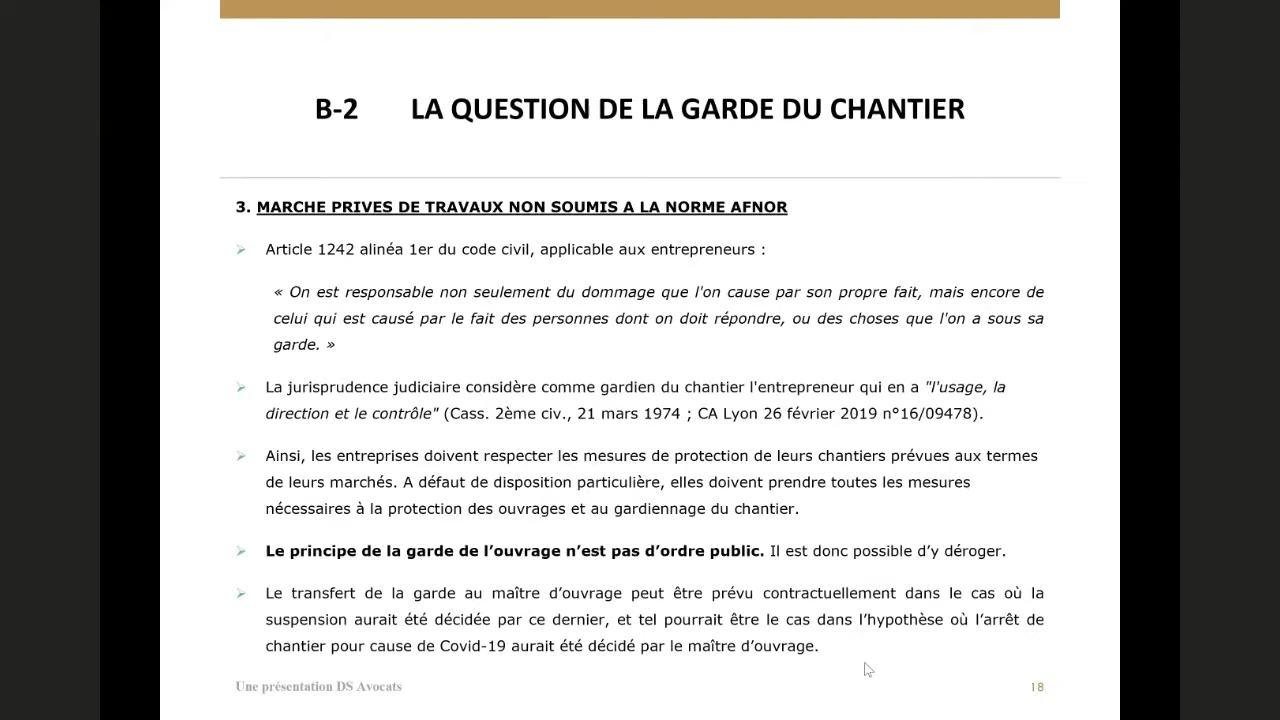 B-2 LA QUESTION DE LA GARDE DU CHANTIER
3. MARCHE PRIVES DE TRAVAUX NON SOUMIS A LA NORME AFNOR
Article 1242 alinéa 1er du code civil, applicable aux entrepreneurs :
« On est responsable non seulement du dommage que l'on cause par son propre fait, mais encore de
celui qui est causé par le fait des personnes dont on doit répondre, ou des choses que l'on a sous sa
garde. »
La jurisprudence judiciaire considère comme gardien du chantier l'entrepreneur qui en a "l'usage, la
direction et le contrôle" (Cass. 2ème civ., 21 mars 1974 ; CA Lyon 26 février 2019 n°16/09478).
Ainsi, les entreprises doivent respecter les mesures de protection de leurs chantiers prévues aux termes
de leurs marchés. A défaut de disposition particulière, elles doivent prendre toutes les mesures
nécessaires à la protection des ouvrages et au gardiennage du chantier.
Le principe de la garde de l’ouvrage n’est pas d’ordre public. Il est donc possible d’y déroger.
Le transfert de la garde au maître d’ouvrage peut être prévu contractuellement dans le cas où la
suspension aurait été décidée par ce dernier, et tel pourrait être le cas dans l’hypothèse où l’arrêt de
chantier pour cause de Covid-19 aurait été décidé par le maître d’ouvrage.
Une présentation DS Avocats
18